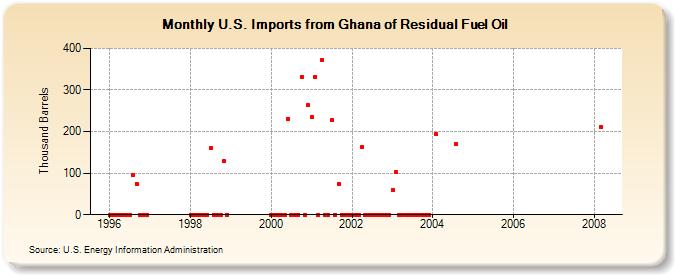 Monthly U.S. Imports from Ghana of Residual Fuel Oil
Thousand Barrels
400
300
200
100
0
1996 1998 2000 2002 2004 2006 2008
Source: U.S. Energy Information Administration